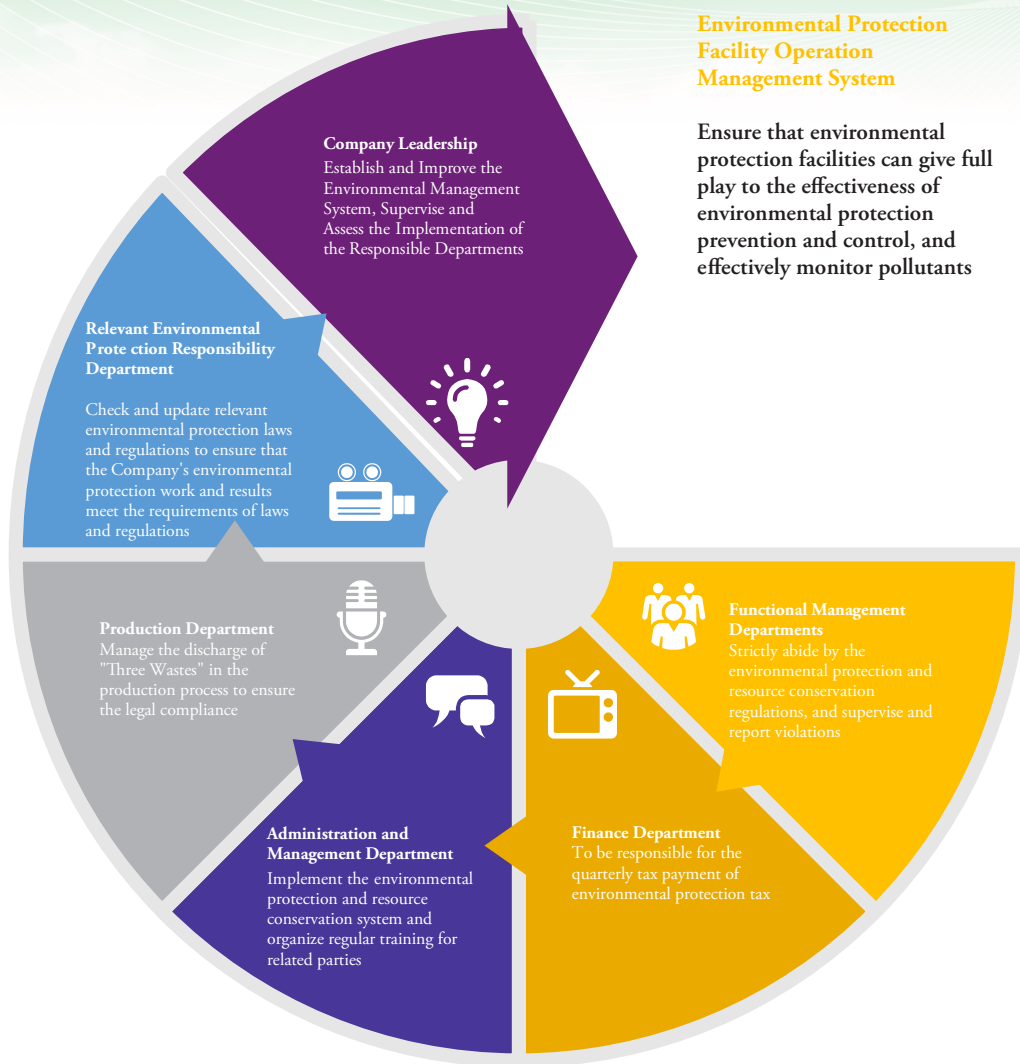 Environmental Protection
Facility Operation
Management System
Ensure that environmental
protection facilities can give full
play to the effectiveness of
environmental protection
prevention and control, and
effectively monitor pollutants
Company Leadership
Establish and Improve the
Environmental Management
System, Supervise and
Assess the Implementation of
the Responsible Departments
Relevant Environmental
Prote ction Responsibility
Department
Check and update relevant
environmental protection laws
and regulations to ensure that
the Company's environmental
protection work and results
meet the requirements of laws
and regulations
Production Department
Manage the discharge of
"Three Wastes" in the
production process to ensure
the legal compliance
Administration and
Management Department
Implement the environmental
protection and resource
conservation system and
organize regular training for
related parties
Finance Department
To be responsible for the
quarterly tax payment of
environmental protection tax
Functional Management
Departments
Strictly abide by the
environmental protection and
resource conservation
regulations, and supervise and
report violations